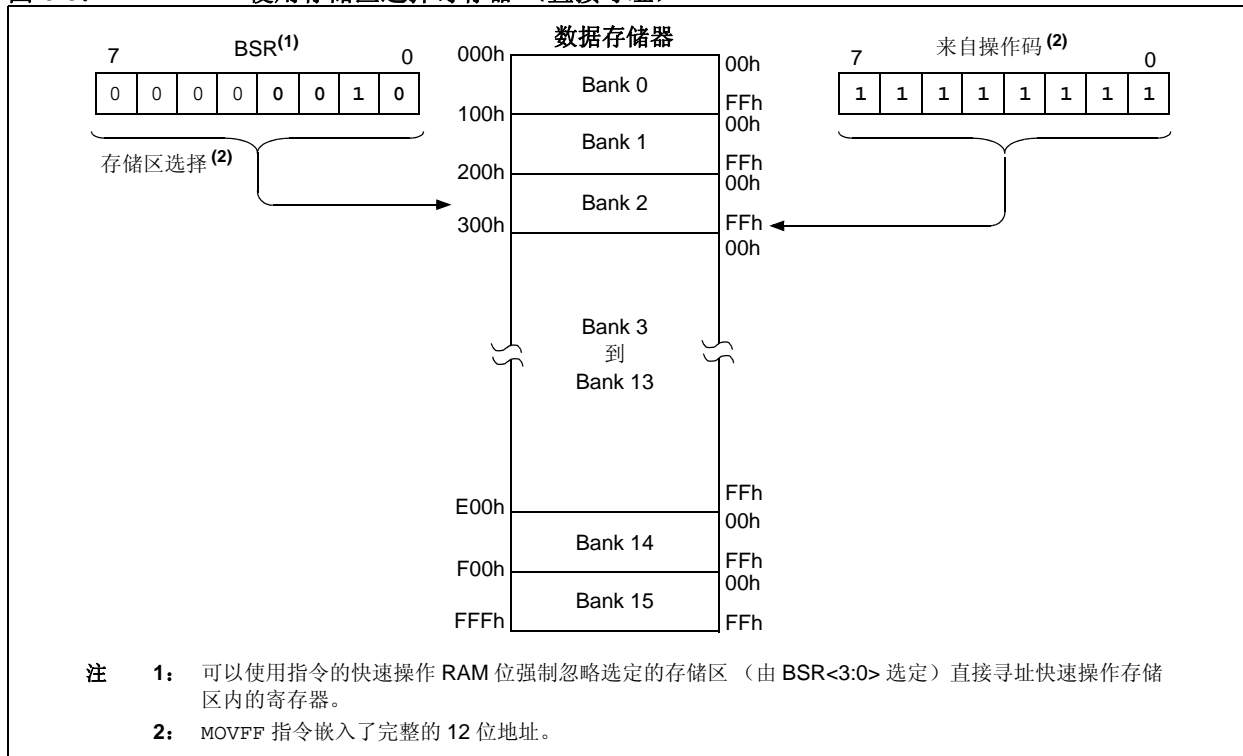 7 BSR(1) 0
0 0 0 0 0 0 1 0
存储区选择(2)
数据存储器
000h
Bank 0
00h
FFh
100h
Bank 1
00h
FFh
200h
Bank 2
00h
FFh
300h
00h
Bank 3
到
Bank 13
FFh
E00h
Bank 14
00h
FFh
F00h
Bank 15
00h
FFFh
FFh
7 来自操作码(2) 0
1 1 1 1 1 1 1 1
注 1: 可以使用指令的快速操作 RAM 位强制忽略选定的存储区 (由 BSR<3:0> 选定) 直接寻址快速操作存储
区内的寄存器。
2: MOVFF 指令嵌入了完整的 12 位地址。